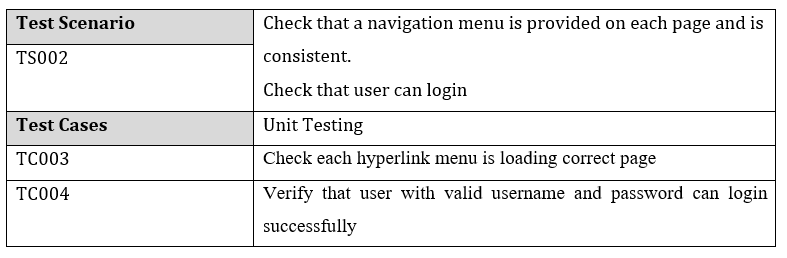 Test Scenario
Check that a navigation menu is provided on each page and is
TS002
consistent.
Check that user can login
Test Cases
Unit Testing
TC003
Check each hyperlink menu is loading correct page
TC004
Verify that user with valid username and password can login
successfully